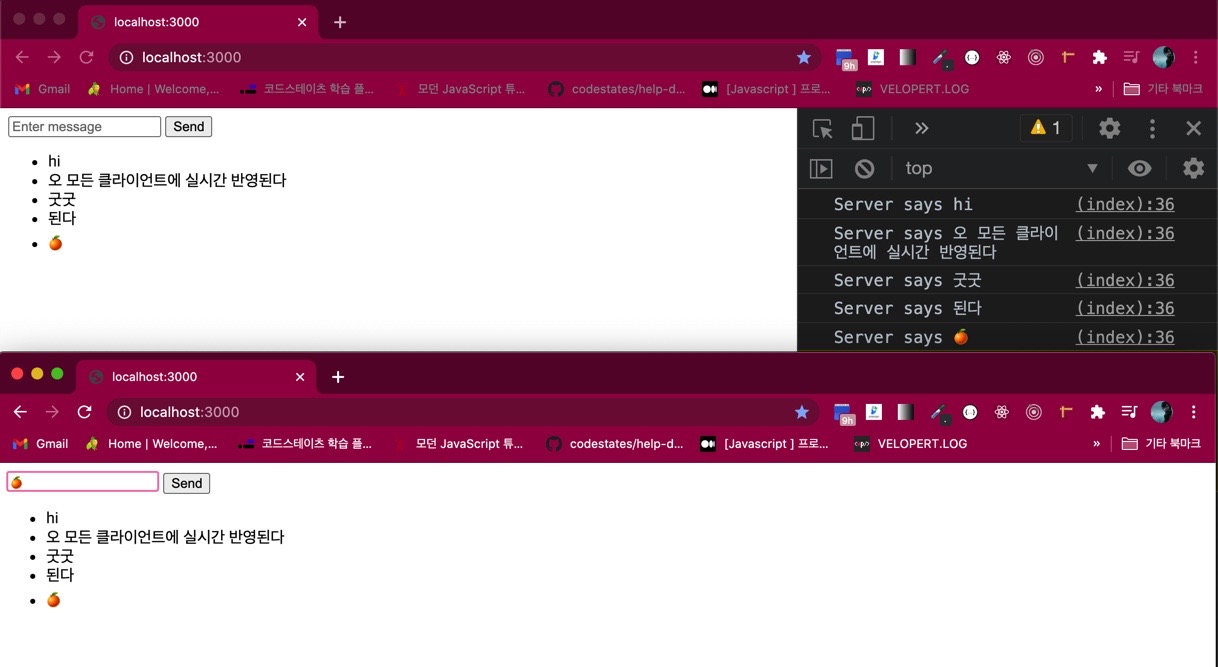 localhost:3000
localhost:3000
9h
Gmail
Home | Welcome,...
코드스테이츠 학습 플...
모던 JavaScript 튜...
codestates/help-d...
[Javascript ] 프로...
VELOPERT.LOG
»
기타 북마크
Enter message
Send
hi
오 모든 클라이언트에 실시간 반영된다
굿굿
된다
🍊
1
top
Server says hi (index):36
Server says 오 모든 클라이 (index):36
언트에 실시간 반영된다
Server says 굿굿 (index):36
Server says 된다 (index):36
Server says 🍊 (index):36
localhost:3000
localhost:3000
9h
Gmail
Home | Welcome,...
코드스테이츠 학습 플...
모던 JavaScript 튜...
codestates/help-d...
[Javascript ] 프로...
VELOPERT.LOG
»
기타 북마크
🍊
Send
hi
오 모든 클라이언트에 실시간 반영된다
굿굿
된다
🍊